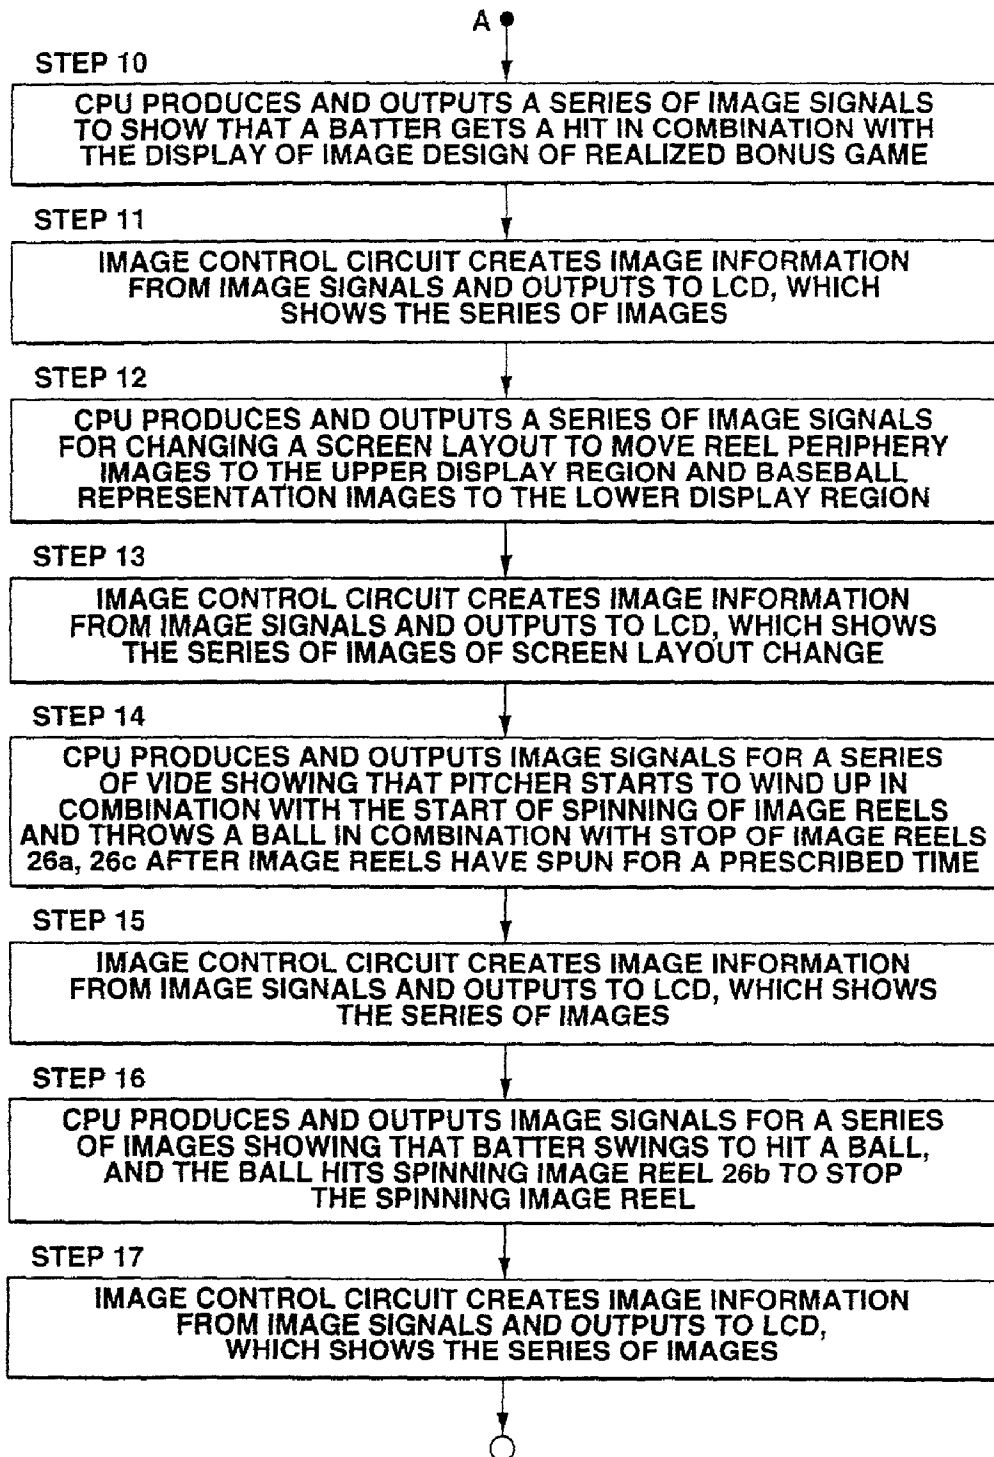 A
STEP 10
CPU PRODUCES AND OUTPUTS A SERIES OF IMAGE SIGNALS
TO SHOW THAT A BATTER GETS A HIT IN COMBINATION WITH
THE DISPLAY OF IMAGE DESIGN OF REALIZED BONUS GAME
STEP 11
IMAGE CONTROL CIRCUIT CREATES IMAGE INFORMATION
FROM IMAGE SIGNALS AND OUTPUTS TO LCD, WHICH
SHOWS THE SERIES OF IMAGES
STEP 12
CPU PRODUCES AND OUTPUTS A SERIES OF IMAGE SIGNALS
FOR CHANGING A SCREEN LAYOUT TO MOVE REEL PERIPHERY
IMAGES TO THE UPPER DISPLAY REGION AND BASEBALL
REPRESENTATION IMAGES TO THE LOWER DISPLAY REGION
STEP 13
IMAGE CONTROL CIRCUIT CREATES IMAGE INFORMATION
FROM IMAGE SIGNALS AND OUTPUTS TO LCD, WHICH SHOWS
THE SERIES OF IMAGES OF SCREEN LAYOUT CHANGE
STEP 14
CPU PRODUCES AND OUTPUTS IMAGE SIGNALS FOR A SERIES
OF VIDE SHOWING THAT PITCHER STARTS TO WIND UP IN
COMBINATION WITH THE START OF SPINNING OF IMAGE REELS
AND THROWS A BALL IN COMBINATION WITH STOP OF IMAGE REELS
26a, 26c AFTER IMAGE REELS HAVE SPUN FOR A PRESCRIBED TIME
STEP 15
IMAGE CONTROL CIRCUIT CREATES IMAGE INFORMATION
FROM IMAGE SIGNALS AND OUTPUTS TO LCD, WHICH SHOWS
THE SERIES OF IMAGES
STEP 16
CPU PRODUCES AND OUTPUTS IMAGE SIGNALS FOR A SERIES
OF IMAGES SHOWING THAT BATTER SWINGS TO HIT A BALL,
AND THE BALL HITS SPINNING IMAGE REEL 26b TO STOP
THE SPINNING IMAGE REEL
STEP 17
IMAGE CONTROL CIRCUIT CREATES IMAGE INFORMATION
FROM IMAGE SIGNALS AND OUTPUTS TO LCD,
WHICH SHOWS THE SERIES OF IMAGES